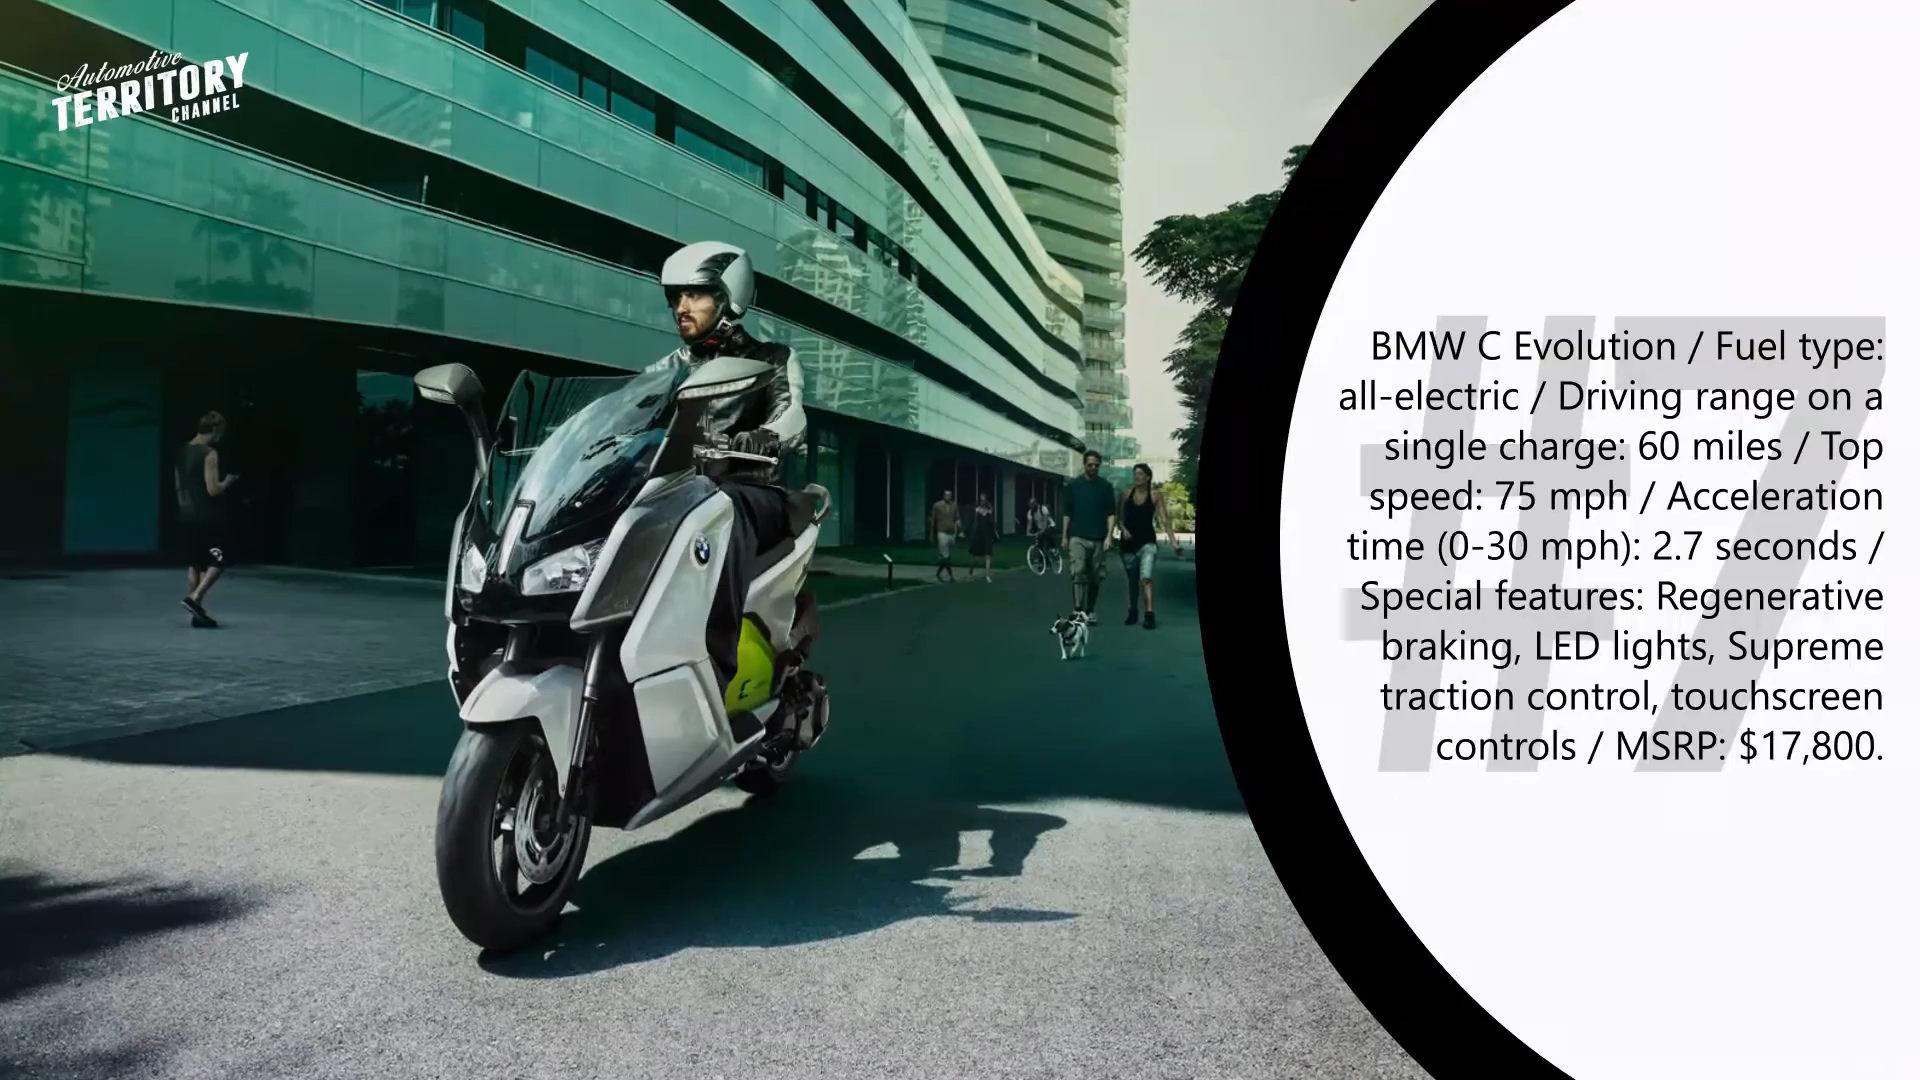 Automotive
TERRITORY
CHANNEL
#7
BMW C Evolution / Fuel type:
all-electric / Driving range on a
single charge: 60 miles / Top
speed: 75 mph / Acceleration
time (0-30 mph): 2.7 seconds /
Special features: Regenerative
braking, LED lights, Supreme
traction control, touchscreen
controls / MSRP: $17,800.